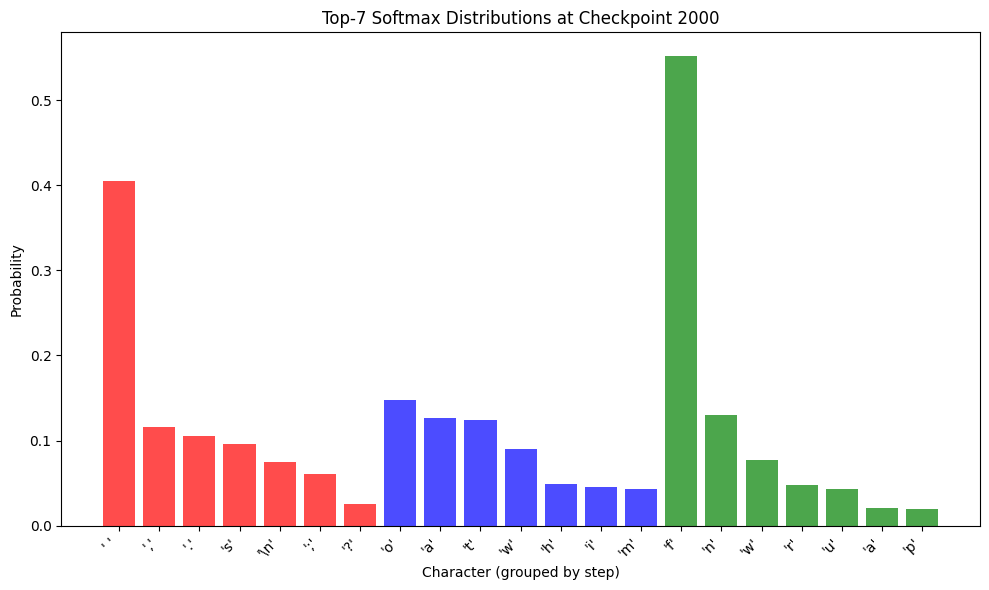 Top-7 Softmax Distributions at Checkpoint 2000
Probability
0.5
0.4
0.3
0.2
0.1
0.0
' '
','
'.'
's'
'\n'
';'
'?'
'o'
'a'
't'
'w'
'h'
'i'
'm'
'f'
'n'
'w'
'r'
'u'
'a'
'p'
Character (grouped by step)